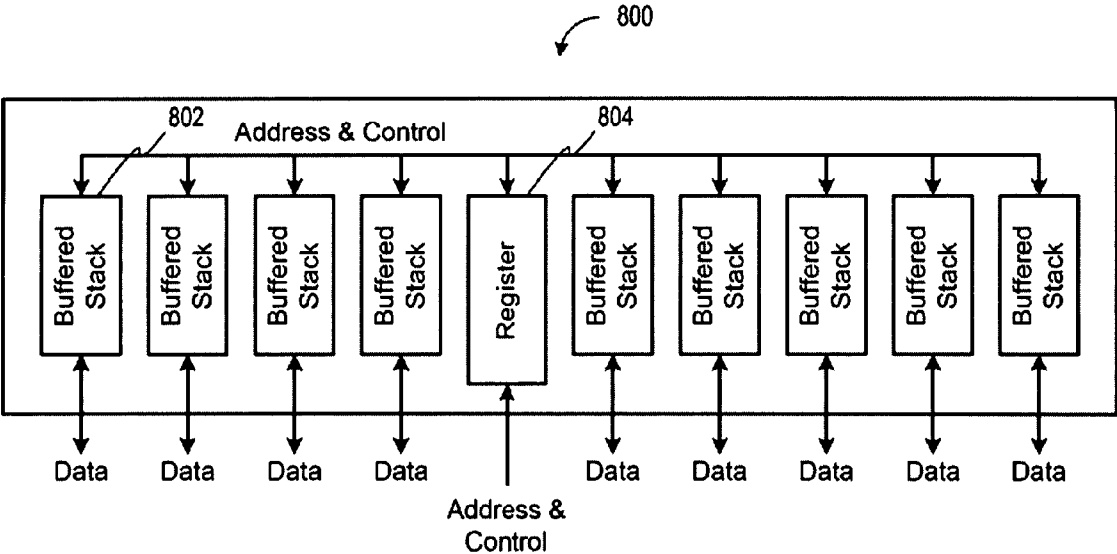 800
802
804
Address & Control
Buffered
Stack
Buffered
Stack
Buffered
Stack
Buffered
Stack
Register
Buffered
Stack
Buffered
Stack
Buffered
Stack
Buffered
Stack
Buffered
Stack
Data
Data
Data
Data
Data
Data
Data
Data
Data
Address &
Control